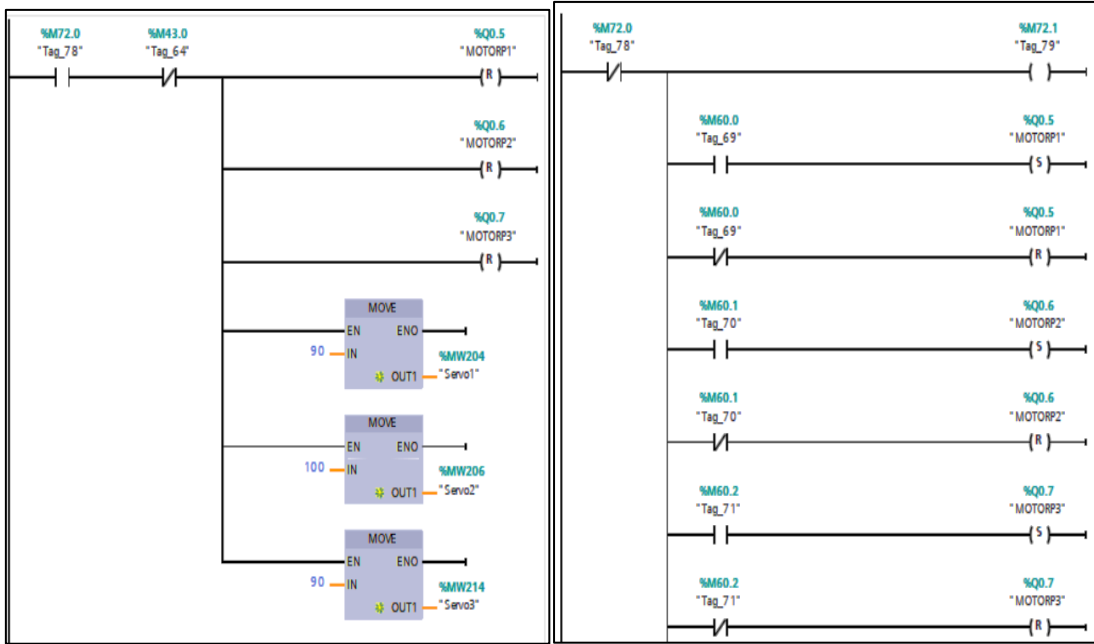 %M72.0 %M43.0 %Q0.5
"Tag_78" "Tag_64" "MOTORP1"
R
%Q0.6
"MOTORP2"
R
%Q0.7
"MOTORP3"
R
MOVE
EN ENO
90 IN %MW204
OUT1 "Servo1"
MOVE
EN ENO
100 IN %MW206
OUT1 "Servo2"
MOVE
EN ENO
90 IN %MW214
OUT1 "Servo3"
%M72.0 %M72.1
"Tag_78" "Tag_79"
%M60.0 %Q0.5
"Tag_69" "MOTORP1"
S
%M60.0 %Q0.5
"Tag_69" "MOTORP1"
R
%M60.1 %Q0.6
"Tag_70" "MOTORP2"
S
%M60.1 %Q0.6
"Tag_70" "MOTORP2"
R
%M60.2 %Q0.7
"Tag_71" "MOTORP3"
S
%M60.2 %Q0.7
"Tag_71" "MOTORP3"
R